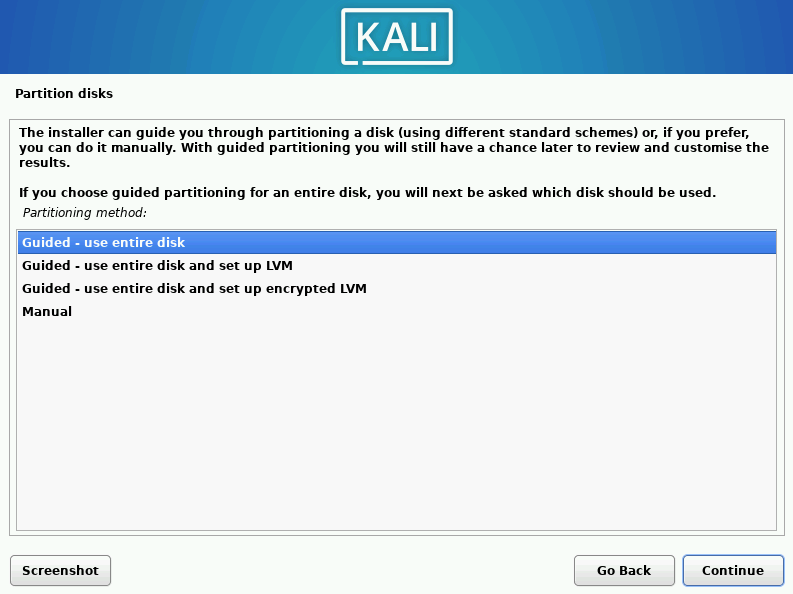 KALI
Partition disks
The installer can guide you through partitioning a disk (using different standard schemes) or, if you prefer,
you can do it manually. With guided partitioning you will still have a chance later to review and customise the
results.
If you choose guided partitioning for an entire disk, you will next be asked which disk should be used.
Partitioning method:
Guided - use entire disk
Guided - use entire disk and set up LVM
Guided - use entire disk and set up encrypted LVM
Manual
Screenshot
Go Back
Continue